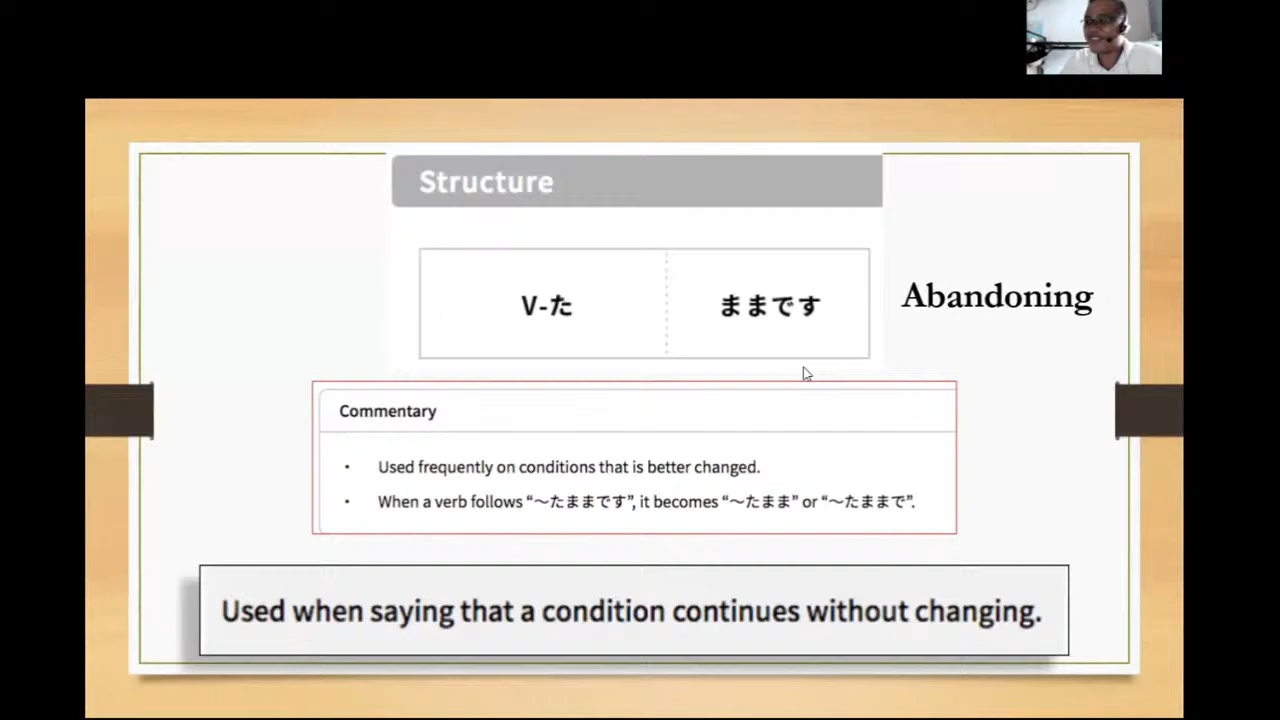 Structure
V-た ままです
Abandoning
Commentary
• Used frequently on conditions that is better changed.
• When a verb follows “～たままです”, it becomes “～たまま” or “～たままで”.
Used when saying that a condition continues without changing.